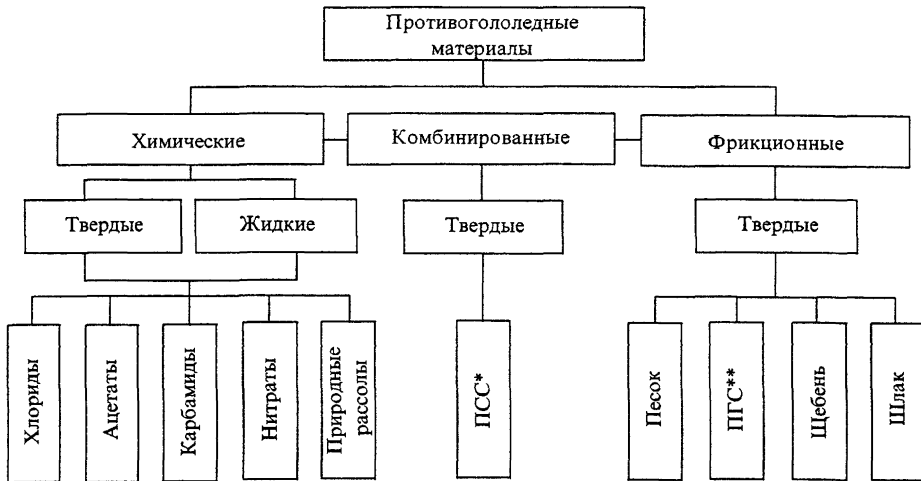 Противогололедные
материалы
Химические
Комбинированные
Фрикционные
Твердые
Жидкие
Твердые
Твердые
Хлориды
Ацетаты
Карбамиды
Нитраты
Природные
рассолы
ПСС*
Песок
ПГС**
Щебень
Шлак